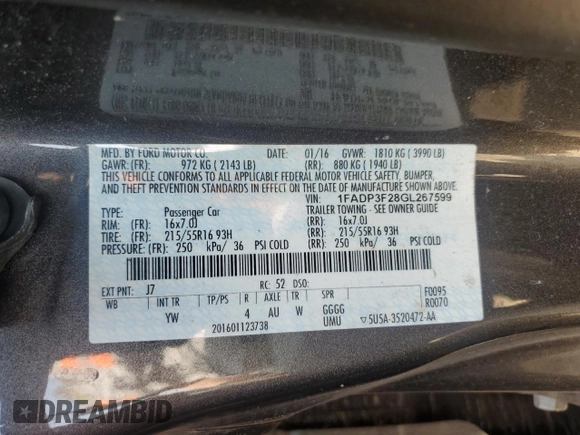 MFD. BY FORD MOTOR CO. DATE: 01/16 GVWR: 1810 KG ( 3990 LB)
GAWR: (FR): 972 KG ( 2143 LB) (RR): 880 KG ( 1940 LB)
THIS VEHICLE CONFORMS TO ALL APPLICABLE FEDERAL MOTOR VEHICLE SAFETY, BUMPER,
AND THEFT PREVENTION STANDARDS IN EFFECT ON THE DATE OF MANUFACTURE SHOWN ABOVE.
VIN: 1FADP3F28GL267599
TYPE: Passenger Car TRAILER TOWING - SEE OWNER GUIDE
RIM: (FR): 16x7.0J (RR): 16x7.0J
TIRE: (FR): 215/55R16 93H (RR): 215/55R16 93H
PRESSURE: (FR): 250 kPa/ 36 PSI COLD (RR): 250 kPa/ 36 PSI COLD
EXT PNT: J7 RC: 52 DSO: F0095
WB INT TR TP/PS R AXLE TR SPR R0070
YW 4 AU W GGGG
201601123738 UMU ▽5U5A-3520472-AA
DREAMBID